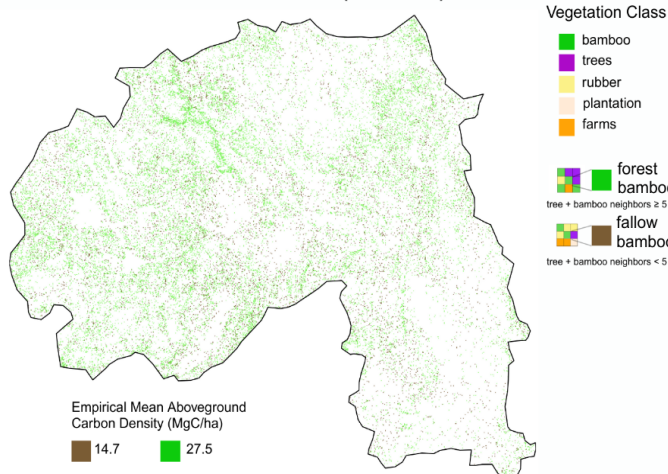 Vegetation Class
bamboo
trees
rubber
plantation
farms
forest
tree + bamboo neighbors ≥ 5
fallow
tree + bamboo neighbors < 5
Empirical Mean Aboveground
Carbon Density (MgC/ha)
14.7 27.5